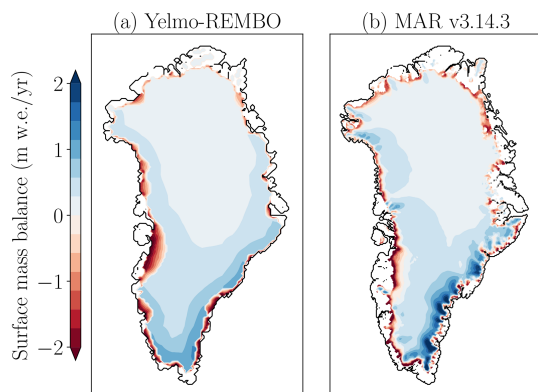 (a) Yelmo-REMBO
(b) MAR v3.14.3
Surface mass balance (m w.e./yr)
2
1
0
−1
−2